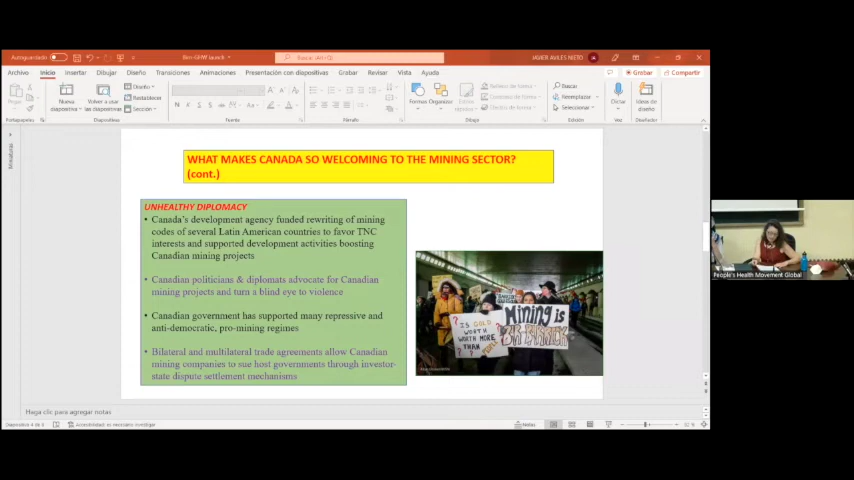 Autoguardado
Buscar (Alt+Q)
JAVIER AVILES NIETO
Archivo Inicio Insertar Dibujar Diseño Transiciones Animaciones Presentación con diapositivas Grabar Revisar Vista Ayuda
Grabar Compartir
Pegar
Nueva diapositiva
Volver a usar las diapositivas
Diseño
Restablecer
Sección
Formas Organizar
Buscar
Reemplazar
Seleccionar
Dictar
Ideas de diseño
Portapapeles Diapositivas Fuente Párrafo Dibujo Edición Voz Diseñador
Miniaturas
WHAT MAKES CANADA SO WELCOMING TO THE MINING SECTOR?
(cont.)
UNHEALTHY DIPLOMACY
• Canada's development agency funded rewriting of mining
codes of several Latin American countries to favor TNC
interests and supported development activities boosting
Canadian mining projects
• Canadian politicians & diplomats advocate for Canadian
mining projects and turn a blind eye to violence
• Canadian government has supported many repressive and
anti-democratic, pro-mining regimes
• Bilateral and multilateral trade agreements allow Canadian
mining companies to sue host governments through investor-
state dispute settlement mechanisms
IS GOLD
WORTH
WORTH MORE
THAN
PEOPLE
Mining is
People's Health Movement Global
Haga clic para agregar notas
Notas